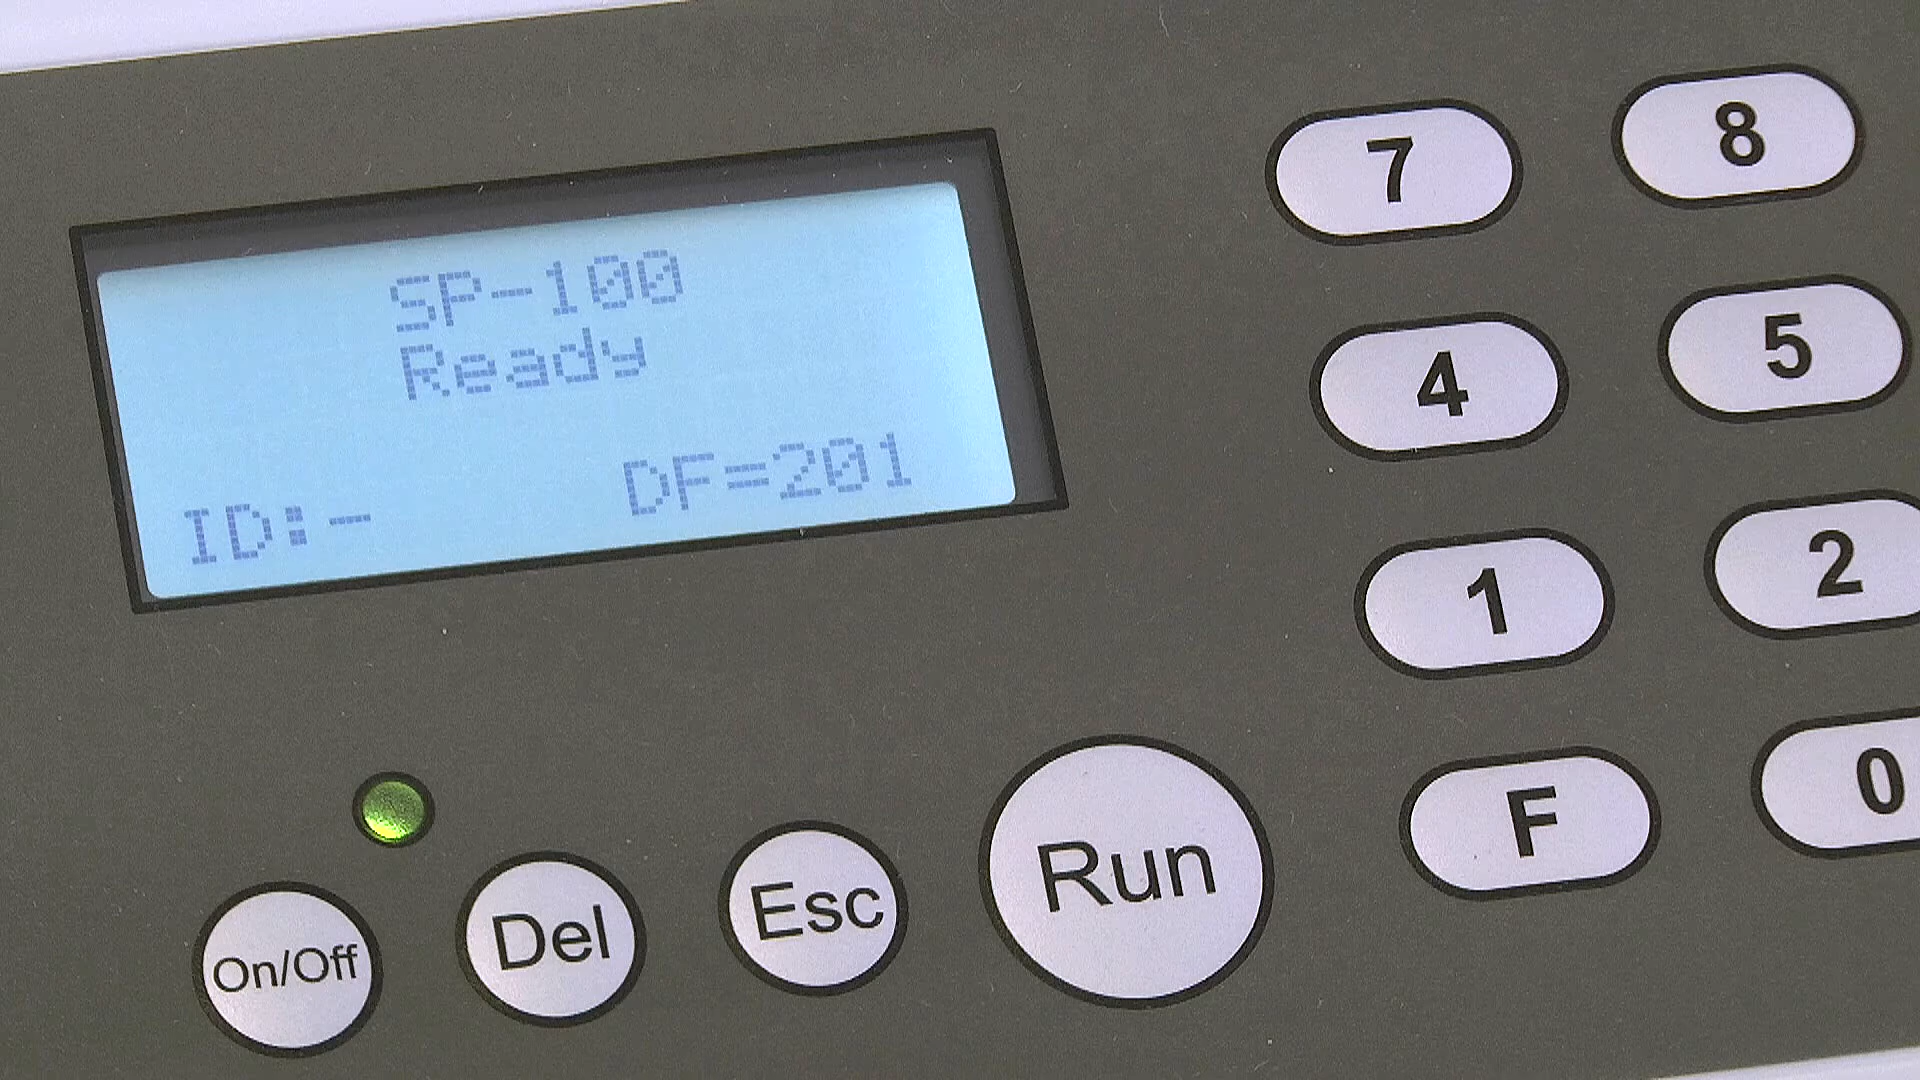 SP-100
Ready
ID:- DF=201
7 8
4 5
1 2
F 0
On/Off Del Esc Run